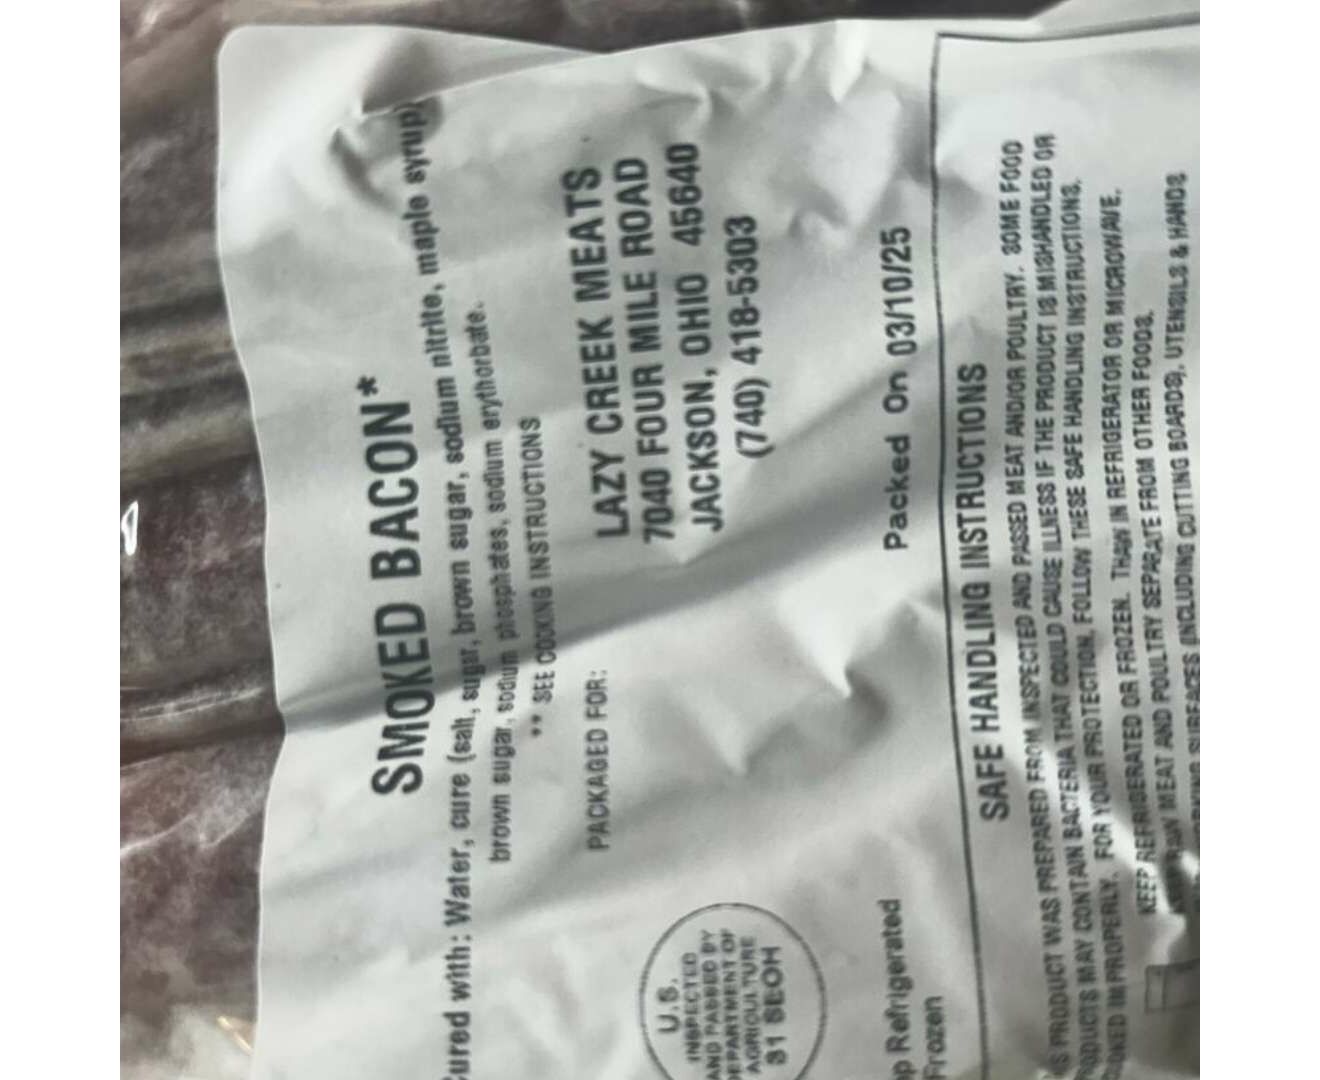 SMOKED BACON*
Cured with: Water, cure (salt, sugar, brown sugar, sodium nitrite, maple syrup,
brown sugar, sodium phosphates, sodium erythorbate.
** SEE COOKING INSTRUCTIONS
PACKAGED FOR:
LAZY CREEK MEATS
7040 FOUR MILE ROAD
JACKSON, OHIO 45640
(740) 418-5303
U.S.
INSPECTED
AND PASSED BY
DEPARTMENT OF
AGRICULTURE
31 SEOH
Packed On 03/10/25
Refrigerated
Frozen
SAFE HANDLING INSTRUCTIONS
PRODUCT WAS PREPARED FROM INSPECTED AND PASSED MEAT AND/OR POULTRY. SOME FOOD
PRODUCTS MAY CONTAIN BACTERIA THAT COULD CAUSE ILLNESS IF THE PRODUCT IS MISHANDLED OR
COOKED IMPROPERLY. FOR YOUR PROTECTION, FOLLOW THESE SAFE HANDLING INSTRUCTIONS.
KEEP REFRIGERATED OR FROZEN. THAW IN REFRIGERATOR OR MICROWAVE.
RAW MEAT AND POULTRY SEPARATE FROM OTHER FOODS.
SURFACES (INCLUDING CUTTING BOARDS), UTENSILS & HANDS